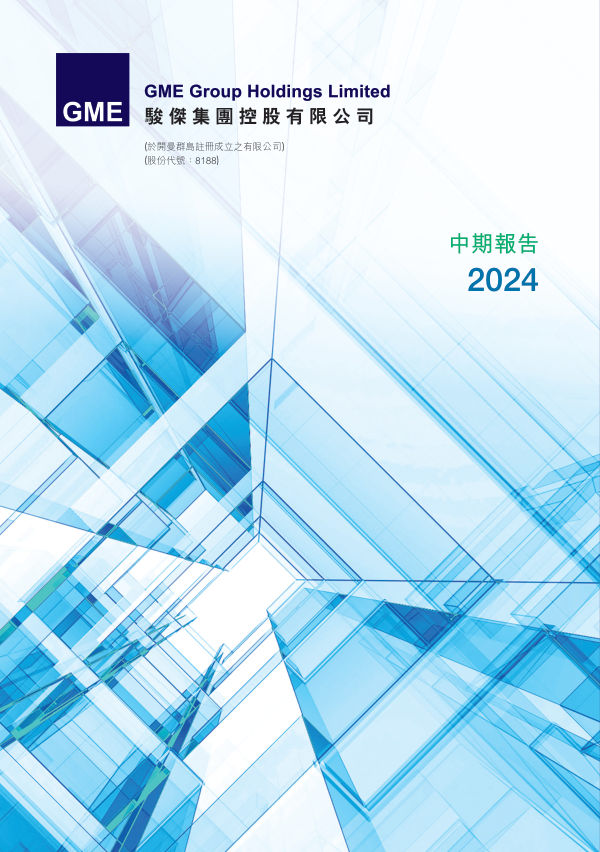 GME
GME Group Holdings Limited
駿傑集團控股有限公司
(於開曼群島註冊成立之有限公司)
(股份代號：8188)
中期報告
2024